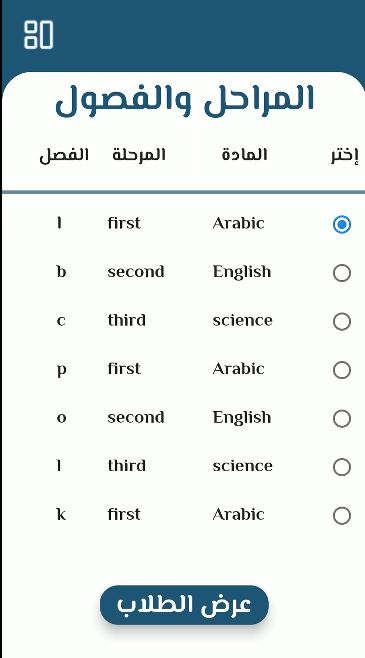 المراحل والفصول
إختر المادة المرحلة الفصل
Arabic first ا
English second b
science third c
Arabic first p
English second o
science third l
Arabic first k
عرض الطلاب